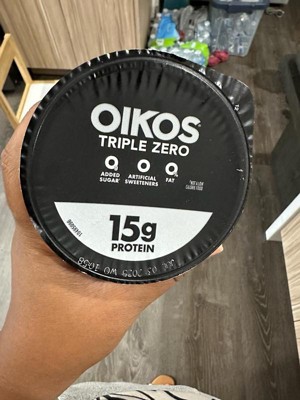 OIKOS
TRIPLE ZERO
0 0 0
ADDED SUGAR* ARTIFICIAL SWEETENERS FAT
15g
PROTEIN